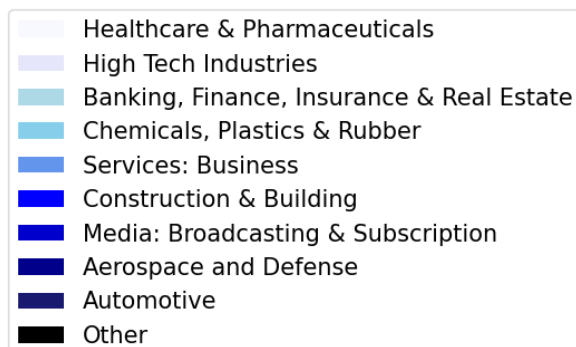 Healthcare & Pharmaceuticals
High Tech Industries
Banking, Finance, Insurance & Real Estate
Chemicals, Plastics & Rubber
Services: Business
Construction & Building
Media: Broadcasting & Subscription
Aerospace and Defense
Automotive
Other